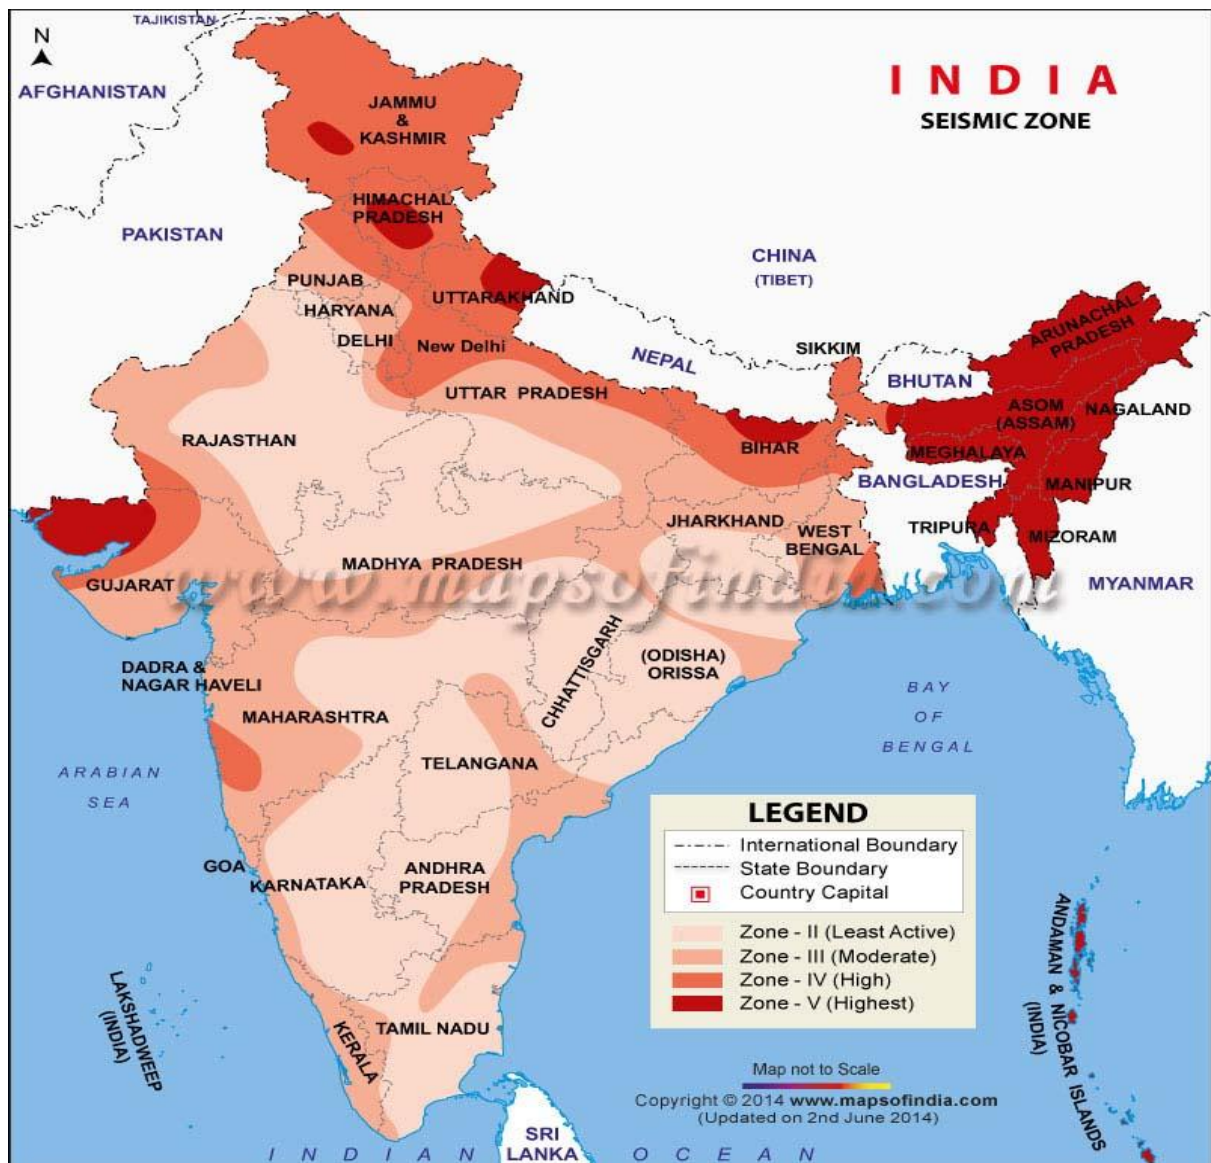 TAJIKISTAN
N
AFGHANISTAN
I N D I A
SEISMIC ZONE
JAMMU
&
KASHMIR
HIMACHAL
PRADESH
PAKISTAN
CHINA
(TIBET)
PUNJAB
HARYANA
DELHI
UTTARAKHAND
New Delhi
NEPAL
SIKKIM
BHUTAN
ARUNACHAL
PRADESH
UTTAR PRADESH
ASOM
(ASSAM)
NAGALAND
RAJASTHAN
BIHAR
MEGHALAYA
BANGLADESH
MANIPUR
JHARKHAND
WEST
BENGAL
TRIPURA
MIZORAM
MADHYA PRADESH
GUJARAT
www.mapsofindia.com
MYANMAR
DADRA &
NAGAR HAVELI
CHHATTISGARH
(ODISHA)
ORISSA
MAHARASHTRA
BAY
OF
BENGAL
ARABIAN
SEA
TELANGANA
GOA
KARNATAKA
ANDHRA
PRADESH
LEGEND
International Boundary
State Boundary
Country Capital
Zone - II (Least Active)
Zone - III (Moderate)
Zone - IV (High)
Zone - V (Highest)
ANDAMAN & NICOBAR ISLANDS
(INDIA)
LAKSHADWEEP
(INDIA)
KERALA
TAMIL NADU
Map not to Scale
Copyright © 2014 www.mapsofindia.com
(Updated on 2nd June 2014)
SRI
LANKA
I N D I A N O C E A N